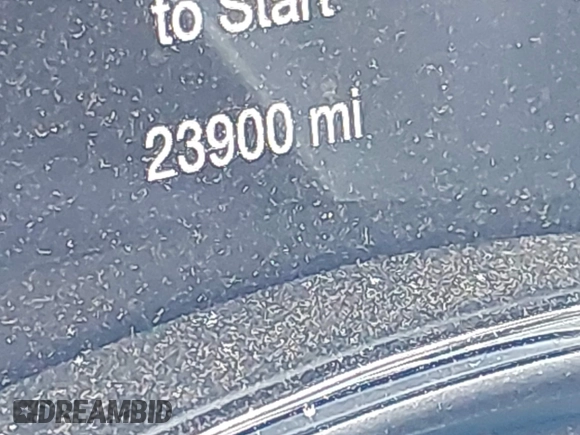 to Start
23900 mi
DREAMBID